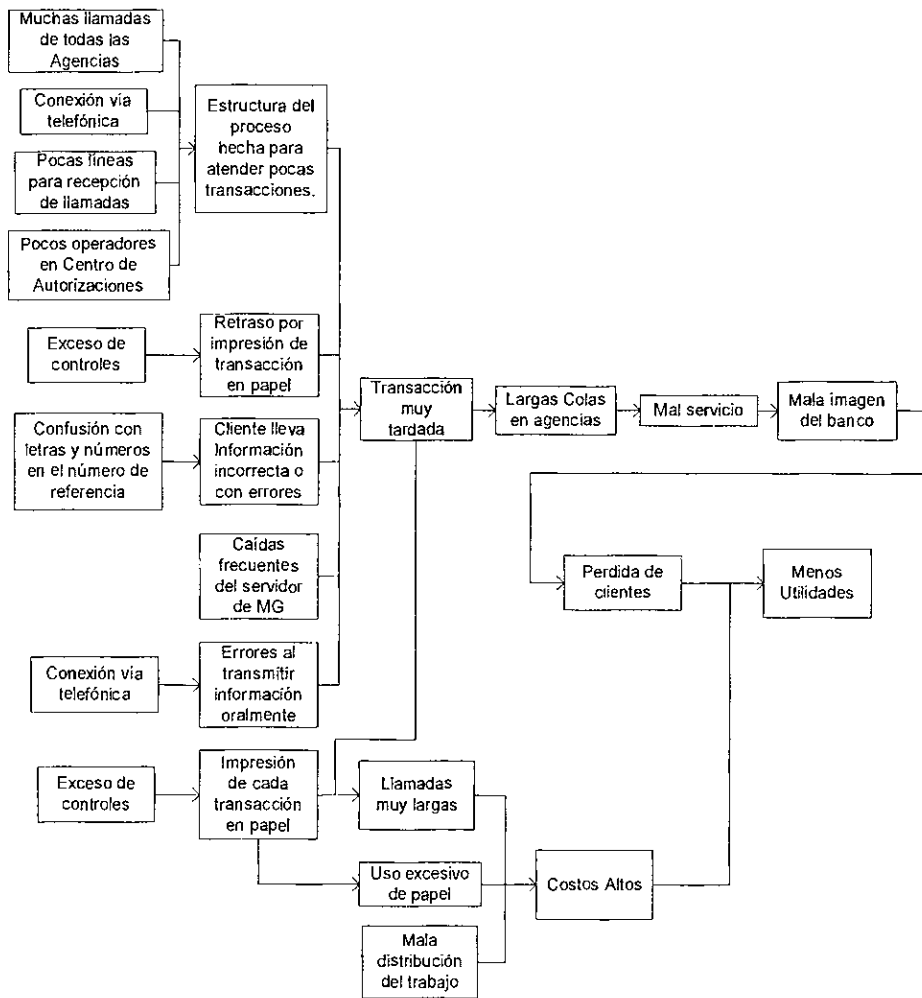 Muchas llamadas
de todas las
Agencias
Conexión vía
telefónica
Pocas líneas
para recepción
de llamadas
Pocos operadores
en Centro de
Autorizaciones
Estructura del
proceso
hecha para
atender pocas
transacciones.
Exceso de
controles
Retraso por
impresión de
transacción
en papel
Confusión con
letras y números
en el número de
referencia
Cliente lleva
Información
incorrecta o
con errores
Caídas
frecuentes
del servidor
de MG
Conexión vía
telefónica
Errores al
transmitir
información
oralmente
Transacción
muy
tardada
Largas Colas
en agencias
Mal servicio
Mala imagen
del banco
Perdida de
clientes
Menos
Utilidades
Exceso de
controles
Impresión
de cada
transacción
en papel
Llamadas
muy largas
Uso excesivo
de papel
Mala
distribución
del trabajo
Costos Altos